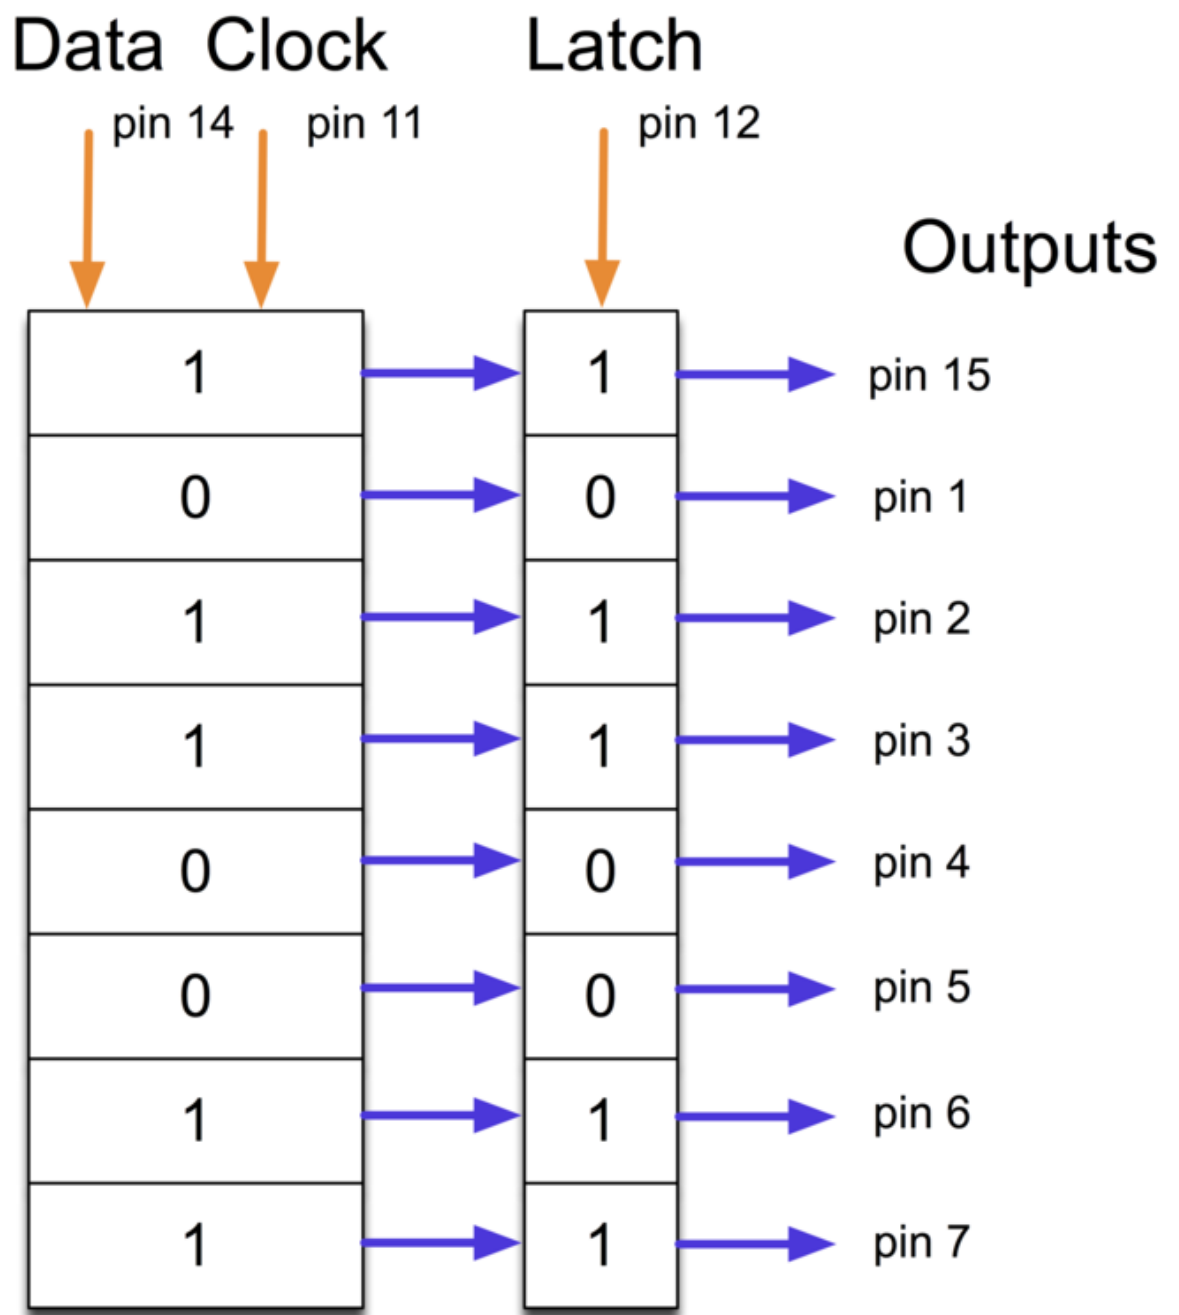 Data Clock Latch
pin 14 pin 11 pin 12
Outputs
1 1 pin 15
0 0 pin 1
1 1 pin 2
1 1 pin 3
0 0 pin 4
0 0 pin 5
1 1 pin 6
1 1 pin 7